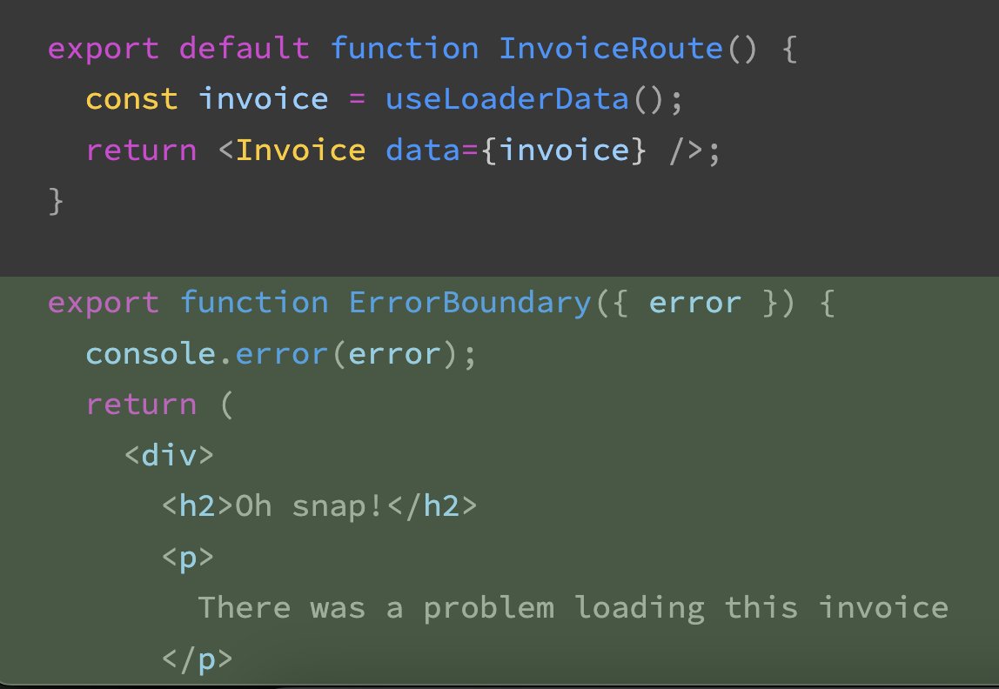 export default function InvoiceRoute() {
  const invoice = useLoaderData();
  return <Invoice data={invoice} />;
}
export function ErrorBoundary({ error }) {
  console.error(error);
  return (
    <div>
      <h2>Oh snap!</h2>
      <p>
        There was a problem loading this invoice
      </p>